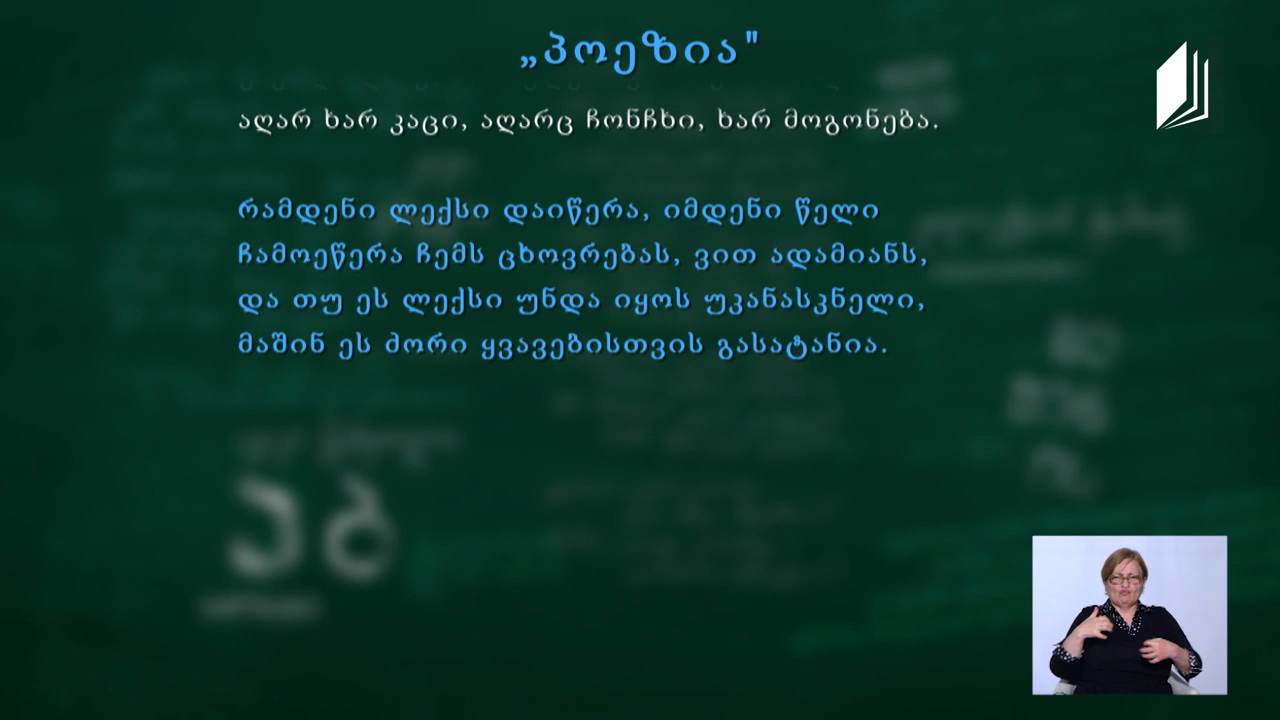 „პოეზია"
აღარ ხარ კაცი, აღარც ჩონჩხი, ხარ მოგონება.
რამდენი ლექსი დაიწერა, იმდენი წელი
ჩამოეწერა ჩემს ცხოვრებას, ვით ადამიანს,
და თუ ეს ლექსი უნდა იყოს უკანასკნელი,
მაშინ ეს მორი ყვავებისთვის გასატანია.